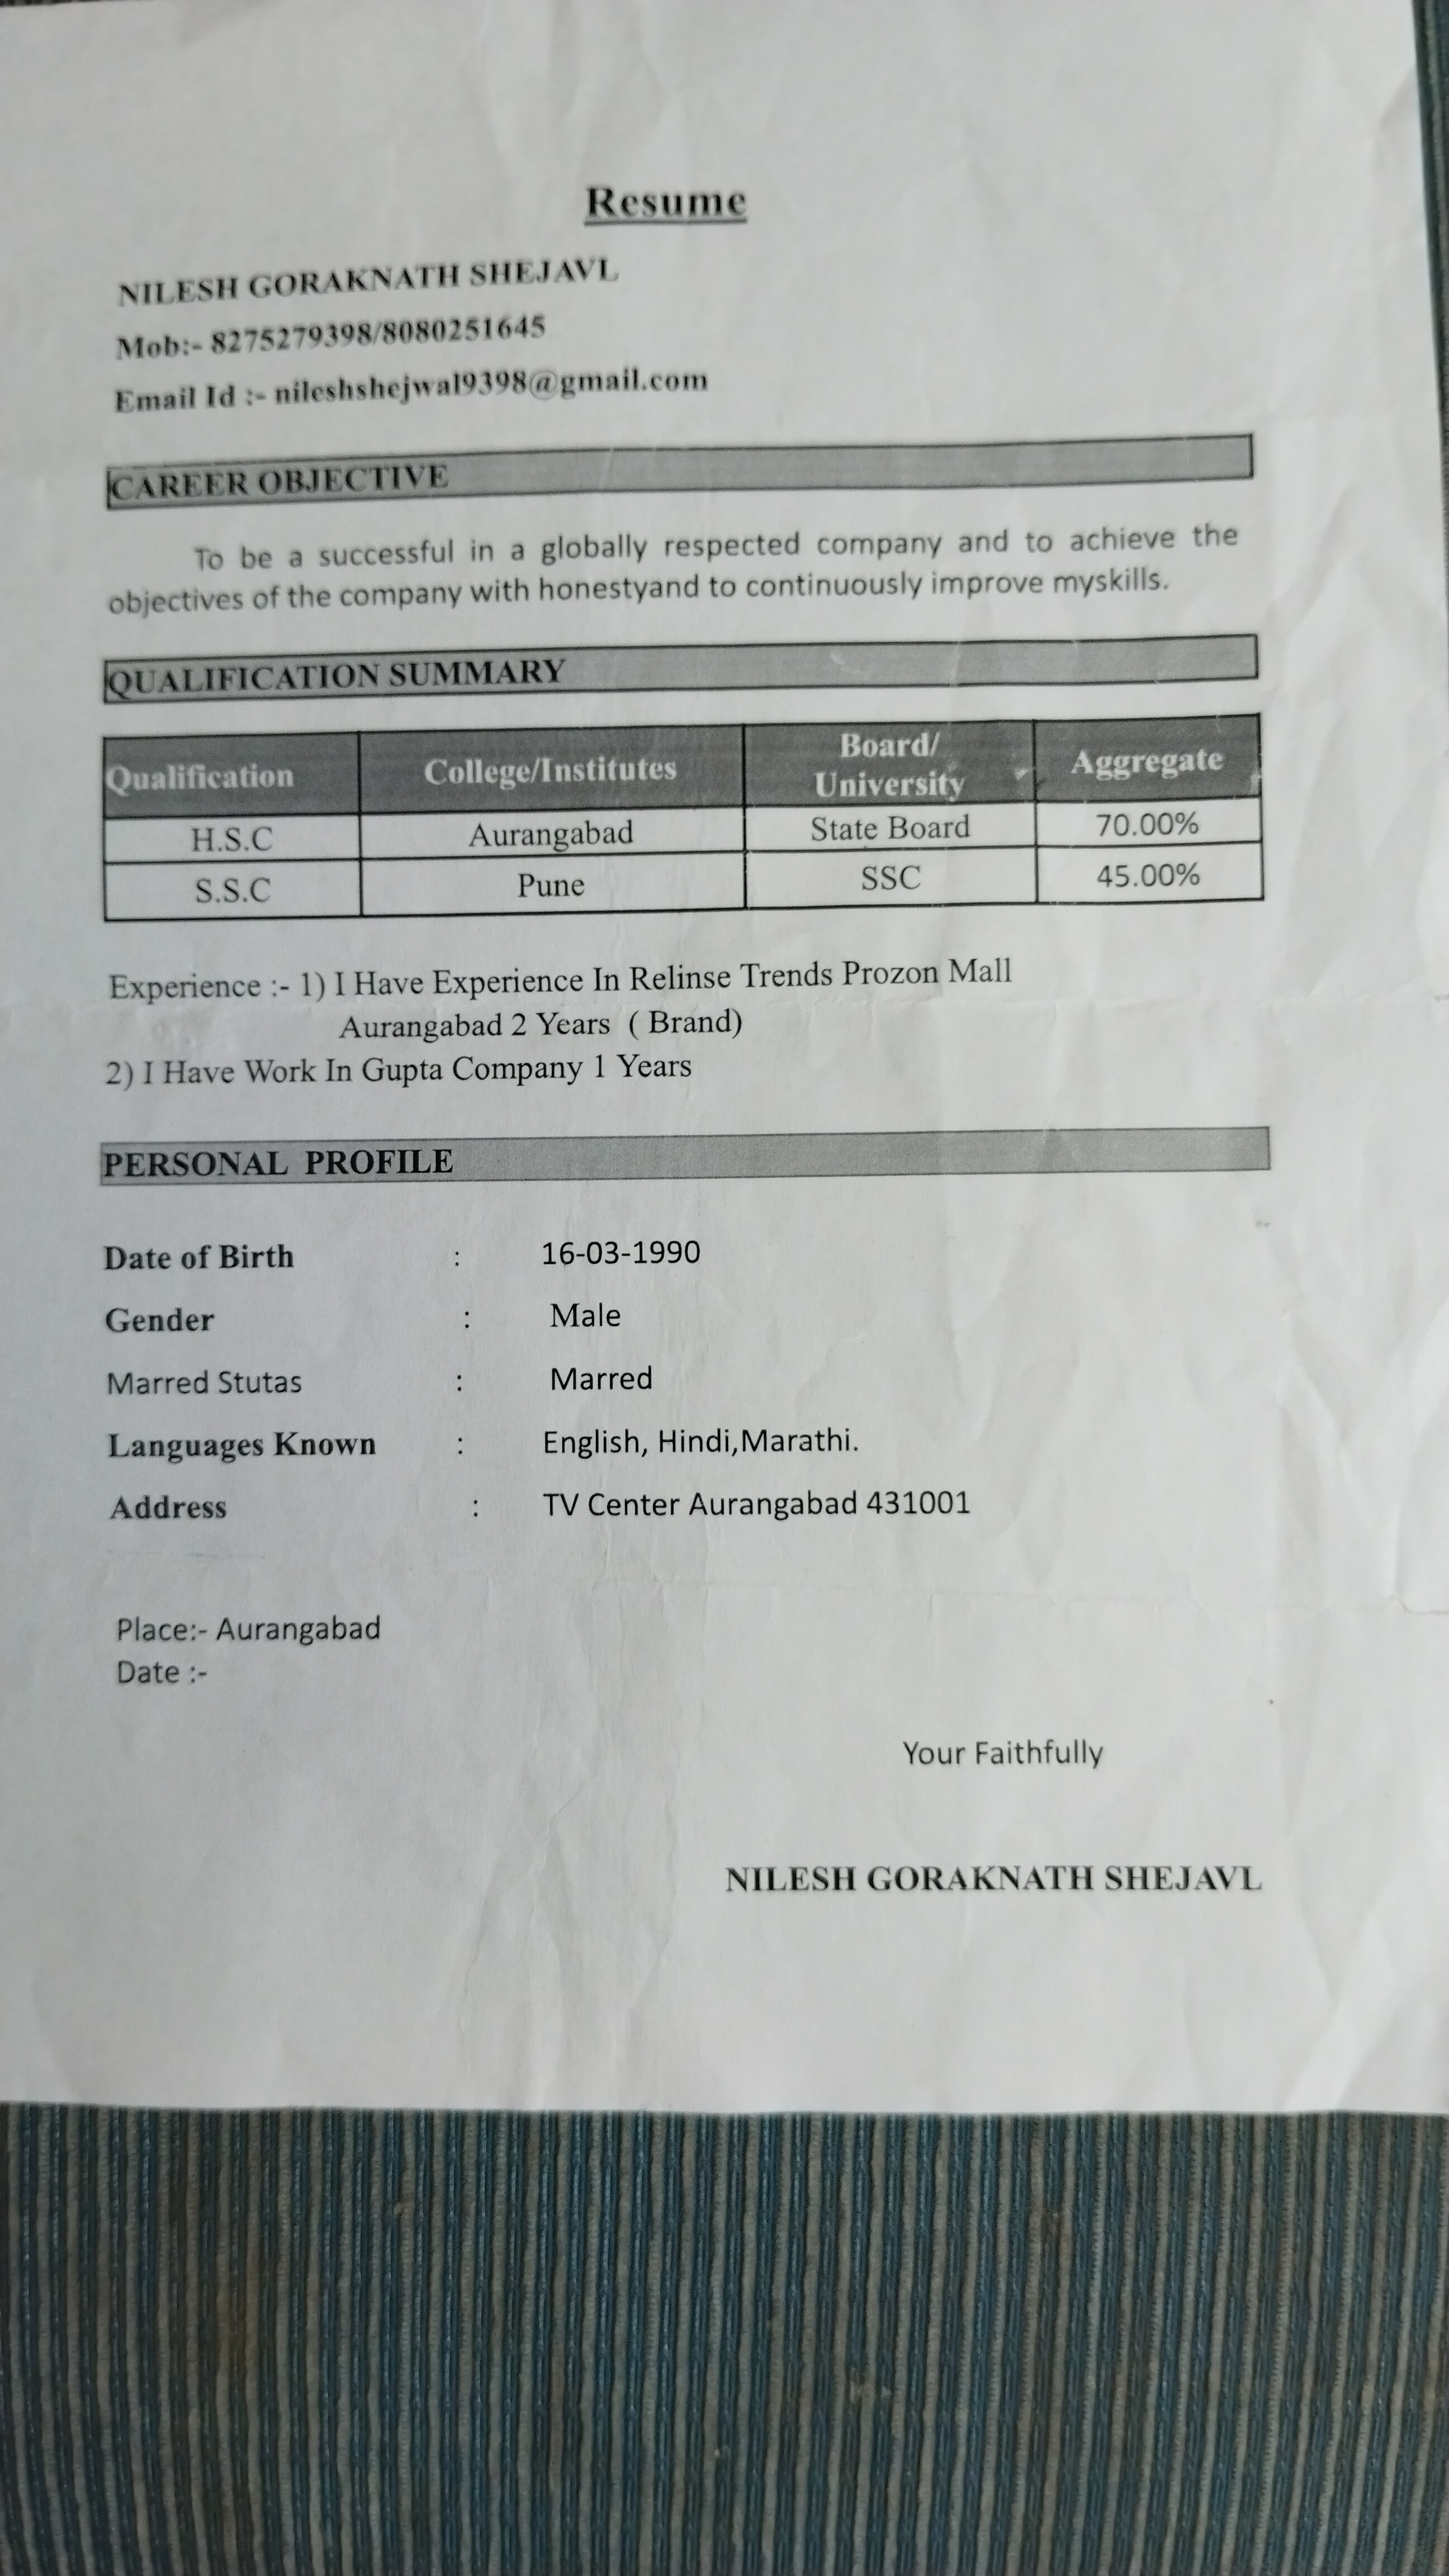 Resume
NILESH GORAKNATH SHEJAVL
Mob:- 8275279398/8080251645
Email Id :- nileshshejwal9398@gmail.com
CAREER OBJECTIVE
To be a successful in a globally respected company and to achieve the
objectives of the company with honestyand to continuously improve myskills.
QUALIFICATION SUMMARY
Qualification College/Institutes Board/ University Aggregate
H.S.C Aurangabad State Board 70.00%
S.S.C Pune SSC 45.00%
Experience :- 1) I Have Experience In Relinse Trends Prozon Mall
Aurangabad 2 Years ( Brand)
2) I Have Work In Gupta Company 1 Years
PERSONAL PROFILE
Date of Birth : 16-03-1990
Gender : Male
Marred Stutas : Marred
Languages Known : English, Hindi,Marathi.
Address : TV Center Aurangabad 431001
Place:- Aurangabad
Date :-
Your Faithfully
NILESH GORAKNATH SHEJAVL